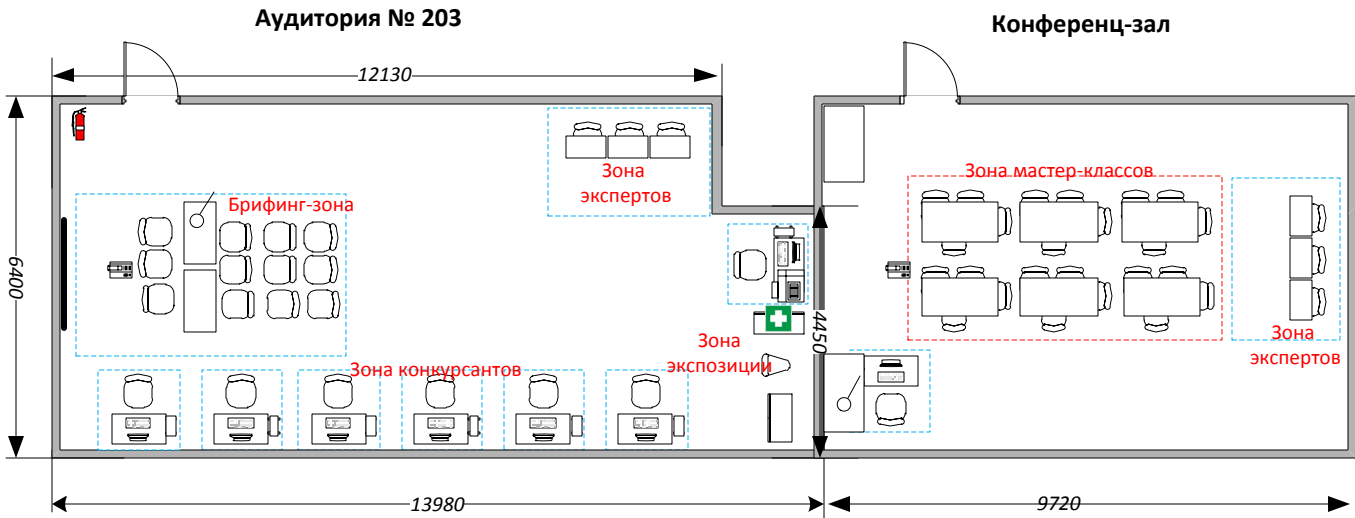 Аудитория № 203
Конференц-зал
12130
6400
Зона
экспертов
Брифинг-зона
Зона мастер-классов
4450
Зона
экспозиции
Зона
экспертов
Зона конкурсантов
13980
9720